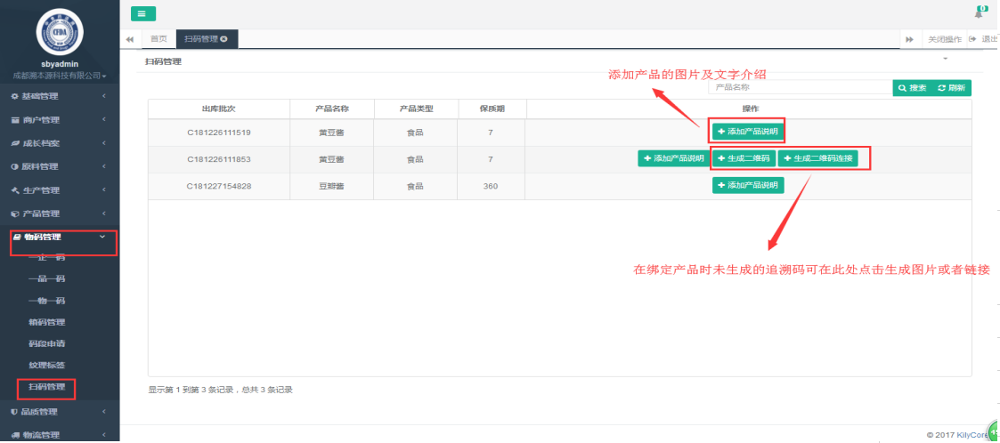 CFDA
sbyadmin
成都溯本源科技有限公司
基础管理
商户管理
成长档案
原料管理
生产管理
产品管理
物码管理
一企一码
一品一码
一物一码
箱码管理
码段申请
纹理标签
扫码管理
品质管理
物流管理
0
首页
扫码管理
关闭操作
退出
扫码管理
添加产品的图片及文字介绍
产品名称
搜索
刷新
出库批次 产品名称 产品类型 保质期 操作
C181226111519 黄豆酱 食品 7 添加产品说明
C181226111853 黄豆酱 食品 7 添加产品说明 生成二维码 生成二维码连接
C181227154828 豆瓣酱 食品 360 添加产品说明
在绑定产品时未生成的追溯码可在此处点击生成图片或者链接
显示第 1 到第 3 条记录，总共 3 条记录
© 2017 KilyCore